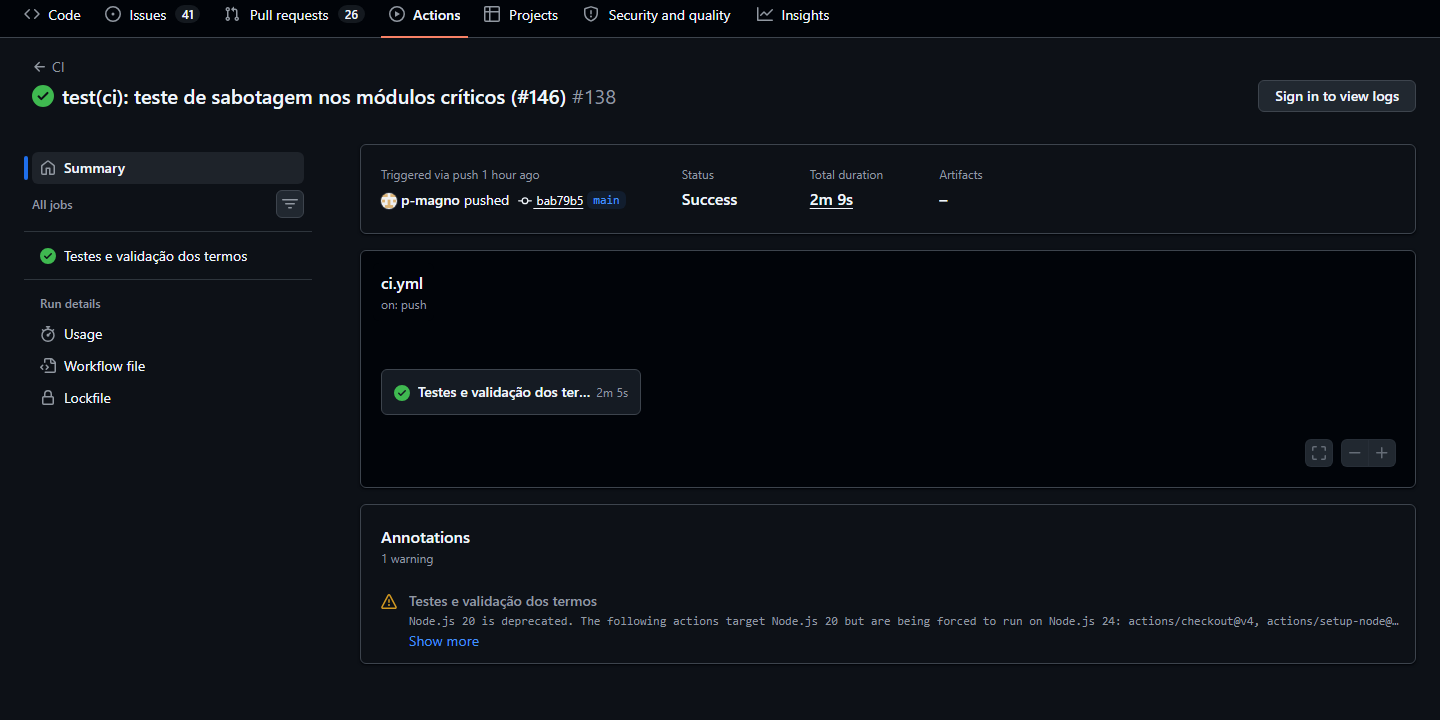 Code Issues 41 Pull requests 26 Actions Projects Security and quality Insights
← CI
test(ci): teste de sabotagem nos módulos críticos (#146) #138
Sign in to view logs
Summary
All jobs
Testes e validação dos termos
Run details
Usage
Workflow file
Lockfile
Triggered via push 1 hour ago
p-magno pushed bab79b5 main
Status
Success
Total duration
2m 9s
Artifacts
–
ci.yml
on: push
Testes e validação dos ter... 2m 5s
Annotations
1 warning
Testes e validação dos termos
Node.js 20 is deprecated. The following actions target Node.js 20 but are being forced to run on Node.js 24: actions/checkout@v4, actions/setup-node@…
Show more